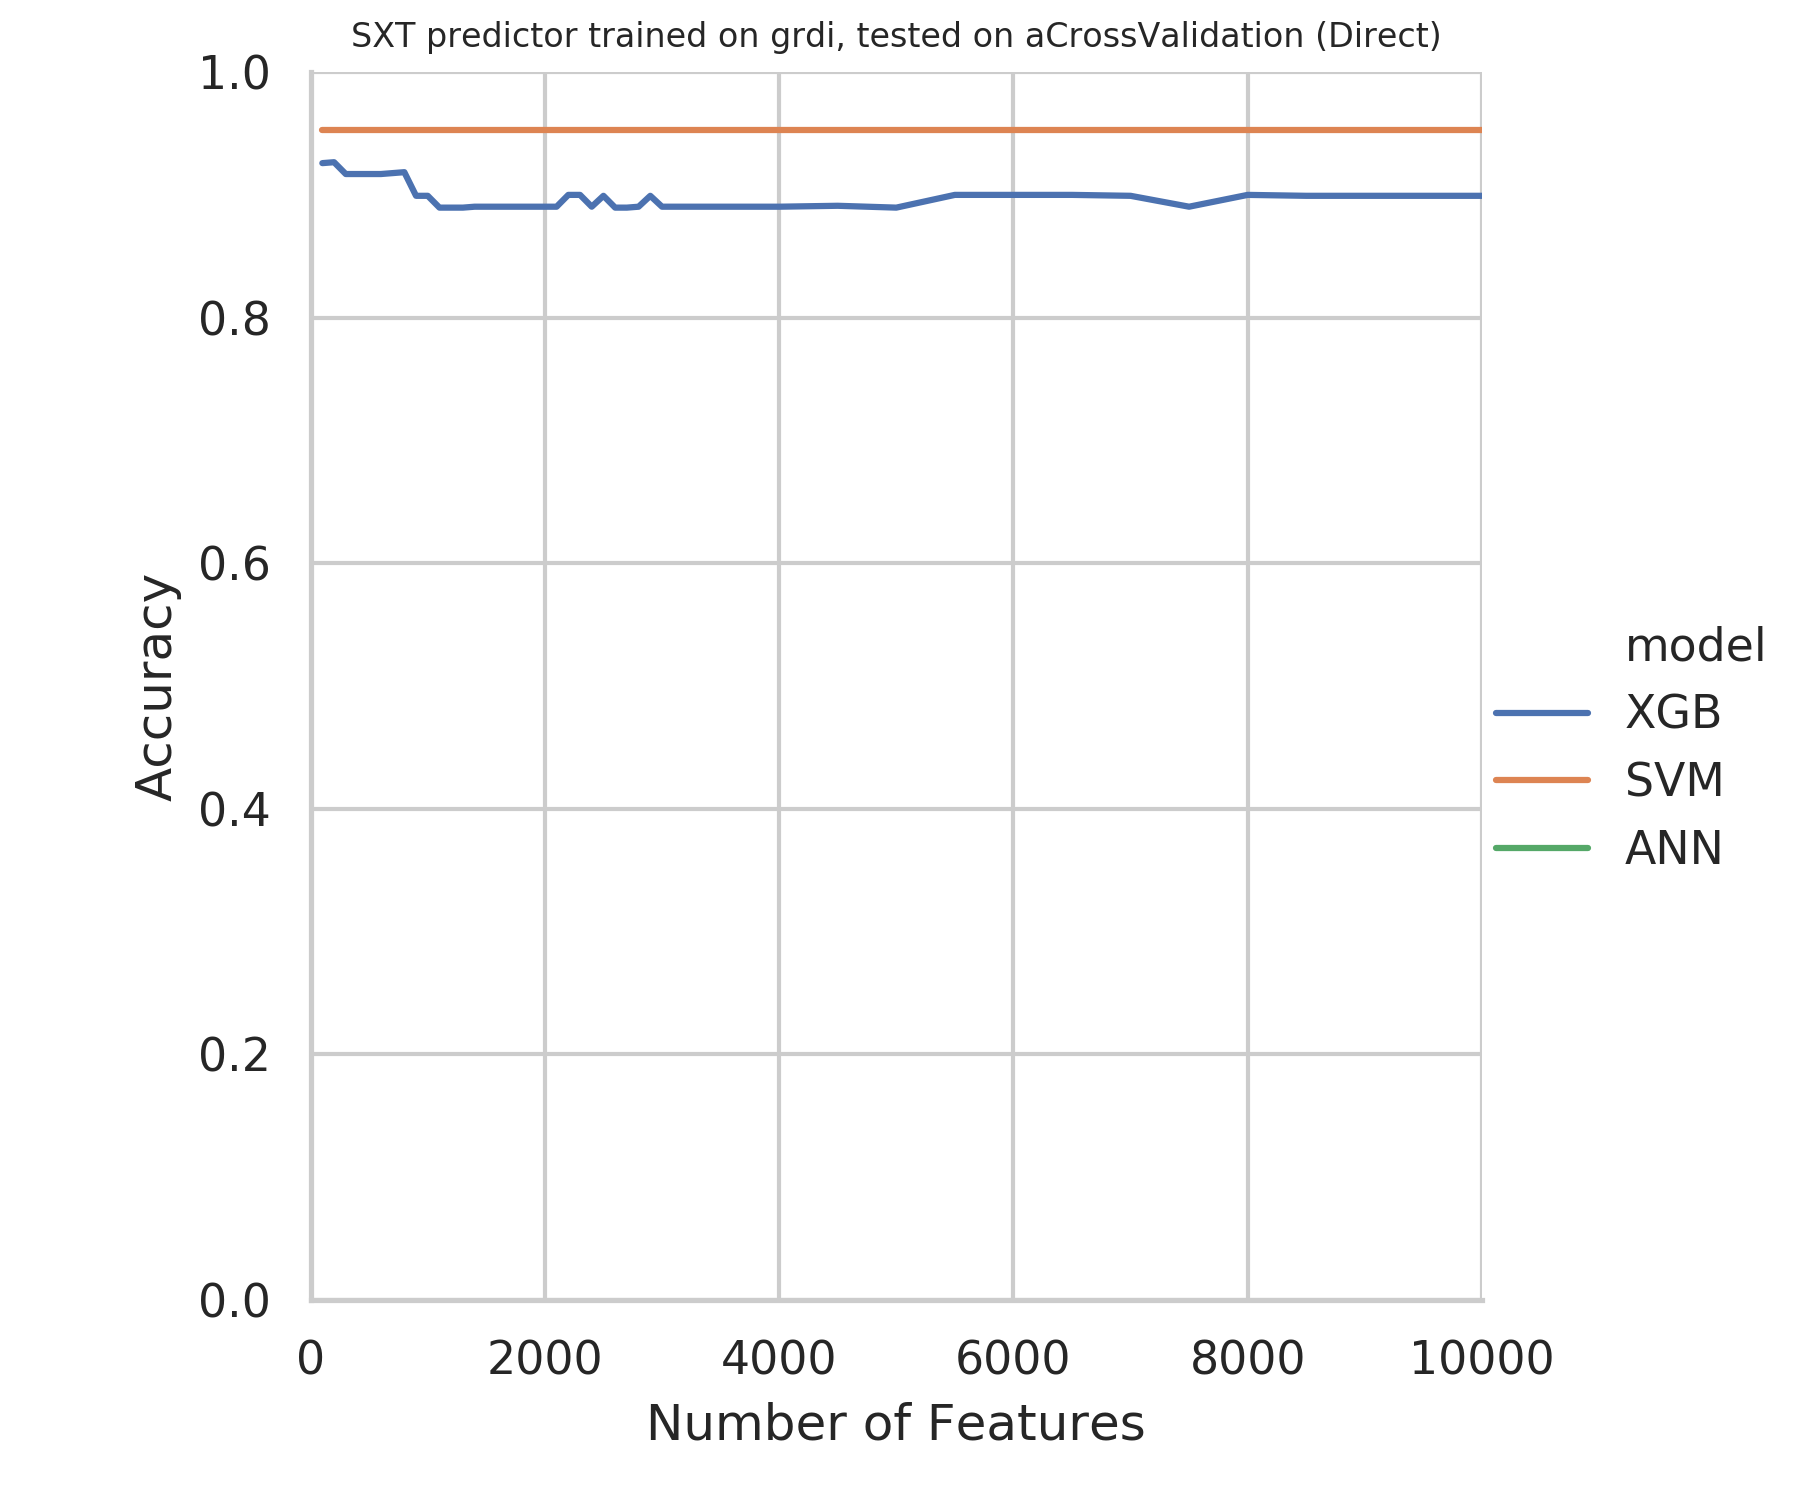 SXT predictor trained on grdi, tested on aCrossValidation (Direct)
1.0
0.8
0.6
0.4
0.2
0.0
Accuracy
0 2000 4000 6000 8000 10000
Number of Features
model
XGB
SVM
ANN